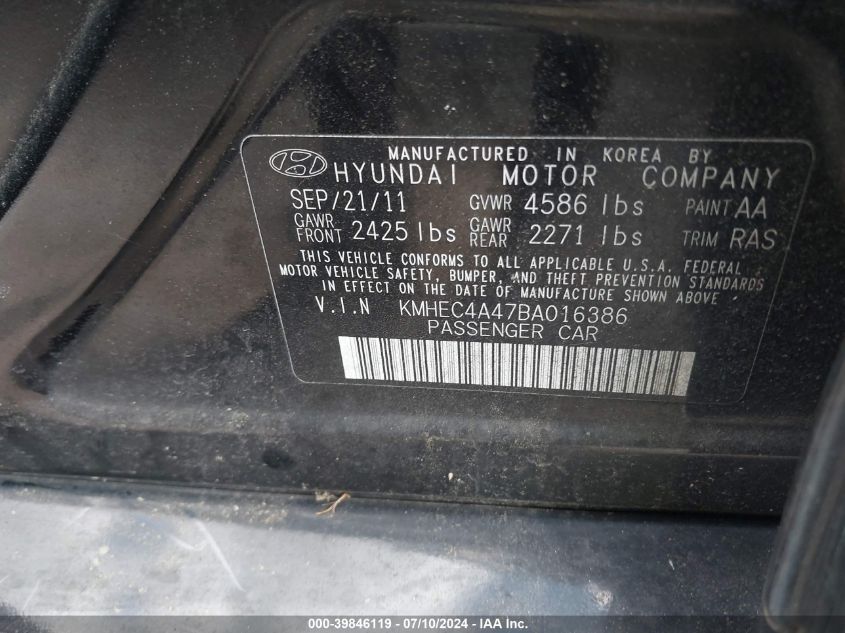 MANUFACTURED IN KOREA BY
HYUNDAI MOTOR COMPANY
SEP/21/11 GVWR 4586 lbs PAINT AA
GAWR FRONT 2425 lbs GAWR REAR 2271 lbs TRIM RAS
THIS VEHICLE CONFORMS TO ALL APPLICABLE U.S.A. FEDERAL
MOTOR VEHICLE SAFETY, BUMPER, AND THEFT PREVENTION STANDARDS
IN EFFECT ON THE DATE OF MANUFACTURE SHOWN ABOVE
V.I.N KMHEC4A47BA016386
PASSENGER CAR
000-39846119 - 07/10/2024 - IAA Inc.